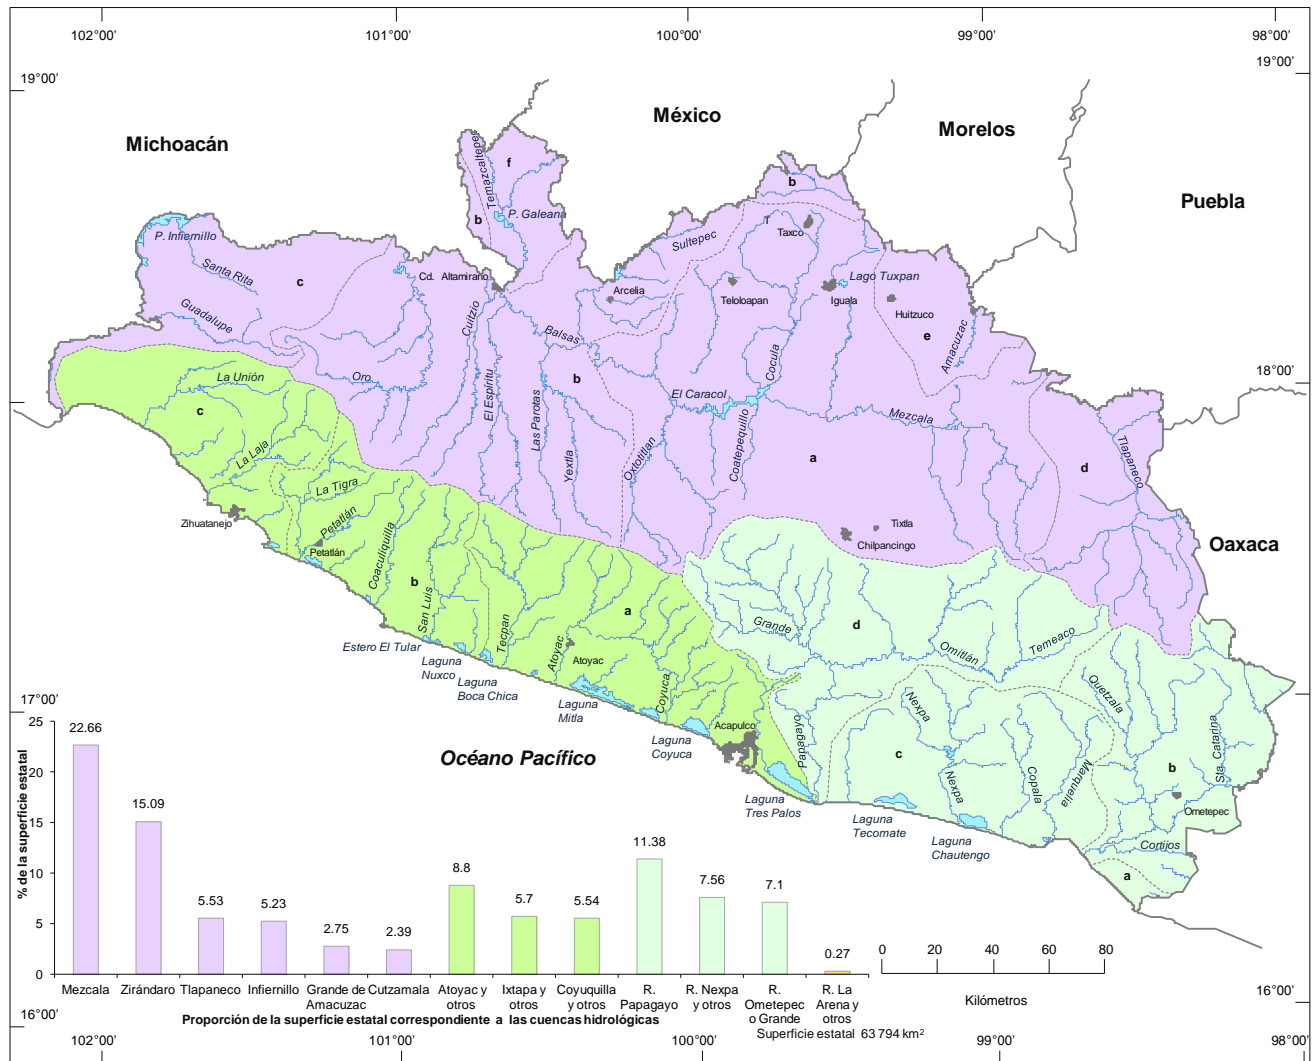 102°00'
101°00'
100°00'
99°00'
98°00'
19°00'
19°00'
México
Morelos
Michoacán
Puebla
Temazcaltepec
f
b
b
P. Galeana
P. Infiernillo
Sultepec
T
Taxco
Santa Rita
c
Cd. Altamirano
Arcelia
Teloloapan
Lago Tuxpan
Iguala
Huitzuco
Guadalupe
Cuitzio
Balsas
Cocula
e
Amacuzac
18°00'
La Unión
Oro
b
El Caracol
c
El Espíritu
Las Parotas
Mezcala
La Laja
Yextla
Oxtotitlan
Coatepequillo
a
d
Tlapaneco
La Tigra
Zihuatanejo
Petatlán
Petatlán
Tixtla
Chilpancingo
Oaxaca
Coaculiquilla
b
San Luis
a
Tecpan
Grande
d
Omitlán
Temeaco
Estero El Tular
Laguna
Nuxco
Atoyac
Atoyac
Laguna
Boca Chica
Laguna
Mitla
Coyuca
Quetzala
Nexpa
17°00'
Acapulco
Laguna
Coyuca
Papagayo
Océano Pacífico
c
Nexpa
Copala
Marquelia
b
Sta. Catarina
Laguna
Tres Palos
Ometepec
Laguna
Tecomate
Laguna
Chautengo
Cortijos
a
% de la superficie estatal
25
20
15
10
5
0
22.66
15.09
5.53
5.23
2.75
2.39
8.8
5.7
5.54
11.38
7.56
7.1
0.27
Mezcala
Zirándaro
Tlapaneco
Infiernillo
Grande de
Amacuzac
Cutzamala
Atoyac y
otros
Ixtapa y
otros
Coyuquilla
y otros
R.
Papagayo
R. Nexpa
y otros
R.
Ometepec
o Grande
R. La
Arena y
otros
Proporción de la superficie estatal correspondiente a las cuencas hidrológicas
0 20 40 60 80
Kilómetros
Superficie estatal 63 794 km²
16°00'
16°00'
102°00'
101°00'
100°00'
99°00'
98°00'